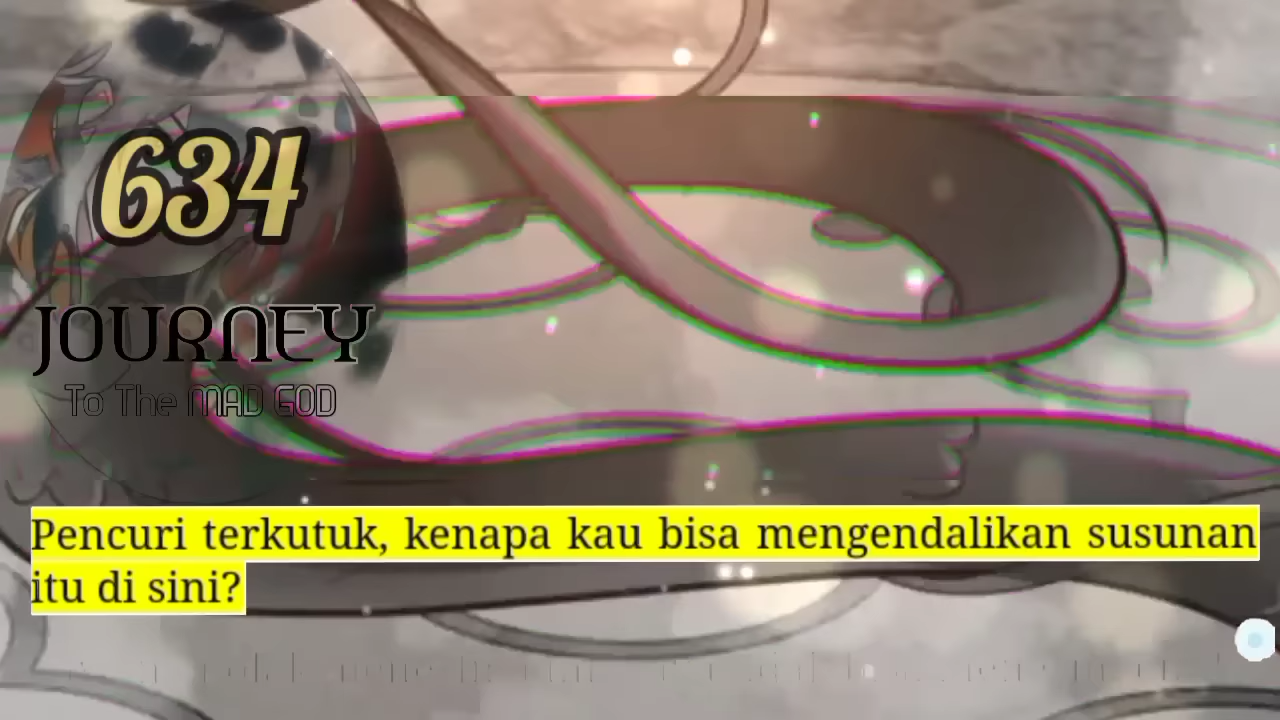 634
JOURNEY
To The MAD GOD
Pencuri terkutuk, kenapa kau bisa mengendalikan susunan
itu di sini?